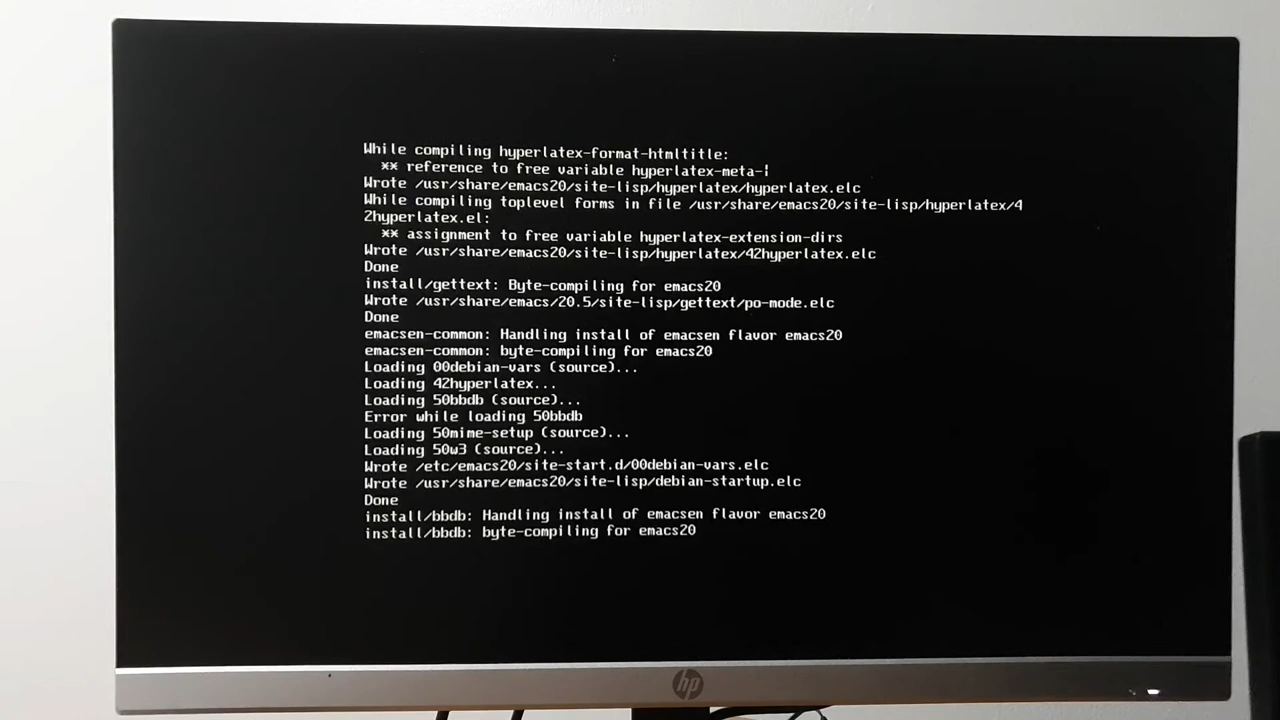 While compiling hyperlatex-format-htmltitle:
  ** reference to free variable hyperlatex-meta-|
Wrote /usr/share/emacs20/site-lisp/hyperlatex/hyperlatex.elc
While compiling toplevel forms in file /usr/share/emacs20/site-lisp/hyperlatex/4
2hyperlatex.el:
  ** assignment to free variable hyperlatex-extension-dirs
Wrote /usr/share/emacs20/site-lisp/hyperlatex/42hyperlatex.elc
Done
install/gettext: Byte-compiling for emacs20
Wrote /usr/share/emacs/20.5/site-lisp/gettext/po-mode.elc
Done
emacsen-common: Handling install of emacsen flavor emacs20
emacsen-common: byte-compiling for emacs20
Loading 00debian-vars (source)...
Loading 42hyperlatex...
Loading 50bbdb (source)...
Error while loading 50bbdb
Loading 50mime-setup (source)...
Loading 50w3 (source)...
Wrote /etc/emacs20/site-start.d/00debian-vars.elc
Wrote /usr/share/emacs20/site-lisp/debian-startup.elc
Done
install/bbdb: Handling install of emacsen flavor emacs20
install/bbdb: byte-compiling for emacs20
hp